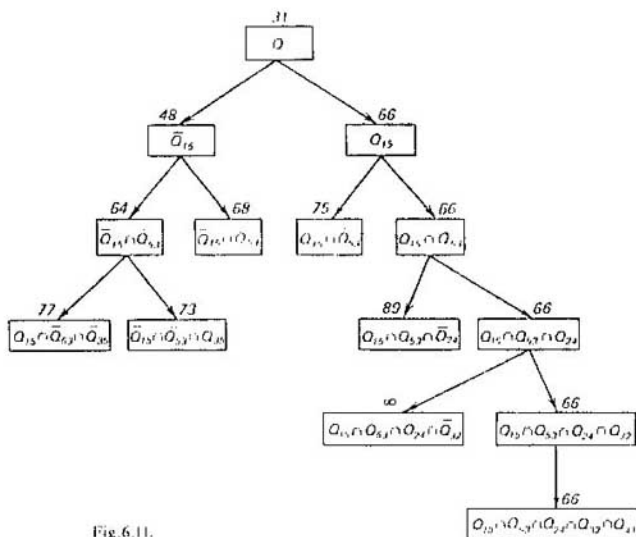 31
Q
48 66
Q̄₁₅ Q₁₅
64 68 75 66
Q̄₁₅∩Q̄₅₃ Q̄₁₅∩Q₅₃ Q₁₅∩Q̄₅₃ Q₁₅∩Q₅₃
77 73 89 66
Q₁₅∩Q̄₅₃∩Q̄₃₅ Q̄₁₅∩Q̄₅₃∩Q₃₅ Q₁₅∩Q₅₃∩Q̄₂₄ Q₁₅∩Q₅₃∩Q₂₄
∞ 66
Q₁₅∩Q₅₃∩Q₂₄∩Q̄₃₂ Q₁₅∩Q₅₃∩Q₂₄∩Q₃₂
66
Q₁₅∩Q₅₃∩Q₂₄∩Q₃₂∩Q₄₁
Fig.6.11.